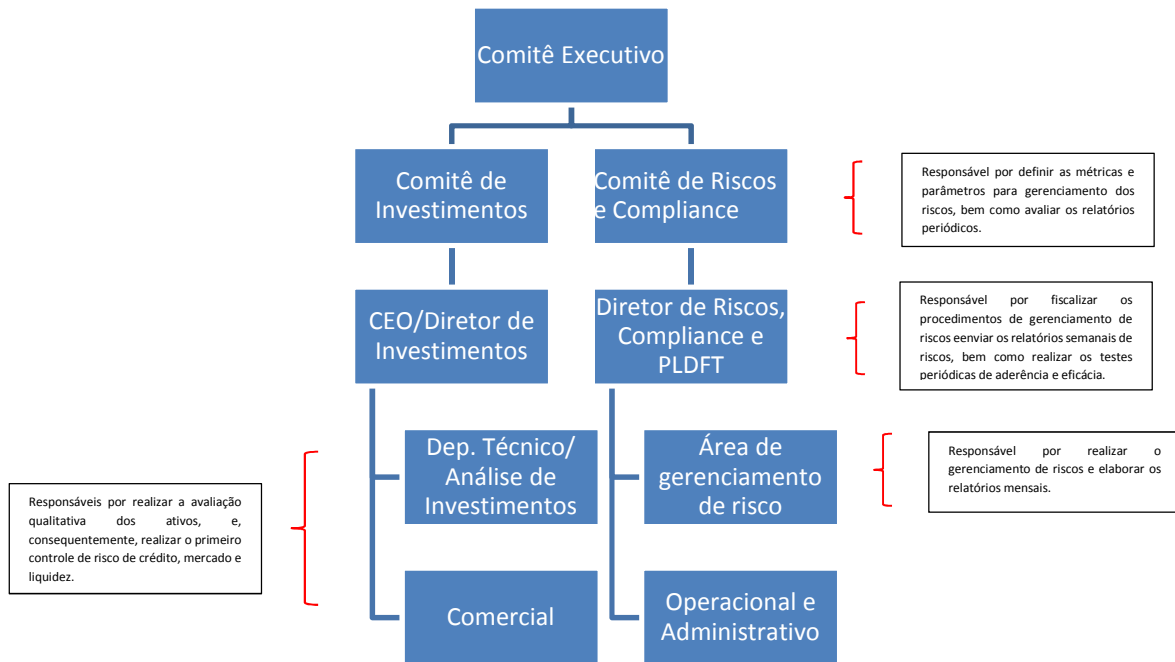 Comitê Executivo
Comitê de
Investimentos
Comitê de Riscos
e Compliance
Responsável por definir as métricas e
parâmetros para gerenciamento dos
riscos, bem como avaliar os relatórios
periódicos.
CEO/Diretor de
Investimentos
Diretor de Riscos,
Compliance e
PLDFT
Responsável por fiscalizar os
procedimentos de gerenciamento de
riscos eenviar os relatórios semanais de
riscos, bem como realizar os testes
periódicas de aderência e eficácia.
Dep. Técnico/
Análise de
Investimentos
Área de
gerenciamento
de risco
Responsável por realizar o
gerenciamento de riscos e elaborar os
relatórios mensais.
Responsáveis por realizar a avaliação
qualitativa dos ativos, e,
consequentemente, realizar o primeiro
controle de risco de crédito, mercado e
liquidez.
Comercial
Operacional e
Administrativo